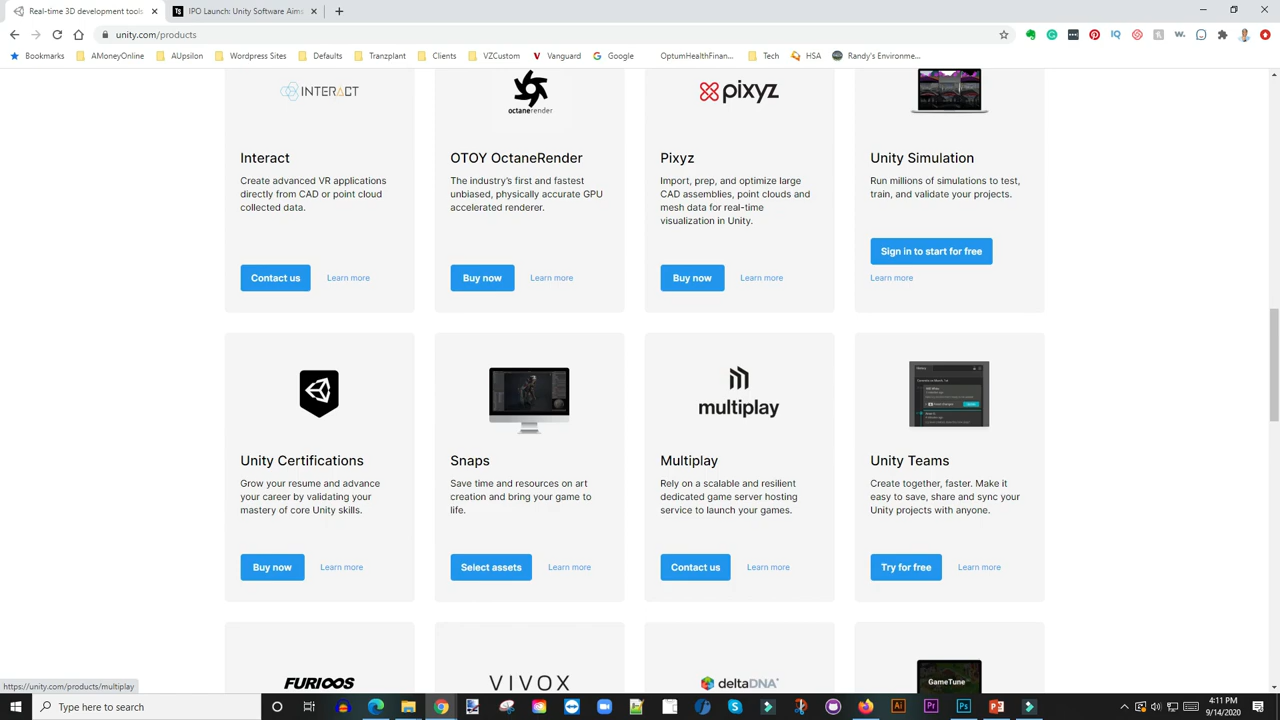 Real-time 3D development tools
IPO Launch: Unity Software Aims
unity.com/products
Bookmarks
AMoneyOnline
AUpsilon
Wordpress Sites
Defaults
Tranzplant
Clients
VZCustom
Vanguard
Google
OptumHealthFinan...
Tech
HSA
Randy's Environme...
INTERACT
octanerender
pixyz
Interact
Create advanced VR applications
directly from CAD or point cloud
collected data.
Contact us
Learn more
OTOY OctaneRender
The industry's first and fastest
unbiased, physically accurate GPU
accelerated renderer.
Buy now
Learn more
Pixyz
Import, prep, and optimize large
CAD assemblies, point clouds and
mesh data for real-time
visualization in Unity.
Buy now
Learn more
Unity Simulation
Run millions of simulations to test,
train, and validate your projects.
Sign in to start for free
Learn more
Unity Certifications
Grow your resume and advance
your career by validating your
mastery of core Unity skills.
Buy now
Learn more
Snaps
Save time and resources on art
creation and bring your game to
life.
Select assets
Learn more
multiplay
Multiplay
Rely on a scalable and resilient
dedicated game server hosting
service to launch your games.
Contact us
Learn more
Unity Teams
Create together, faster. Make it
easy to save, share and sync your
Unity projects with anyone.
Try for free
Learn more
FURIOOS
VIVOX
deltaDNA
GameTune
https://unity.com/products/multiplay
Type here to search
4:11 PM
9/14/2020